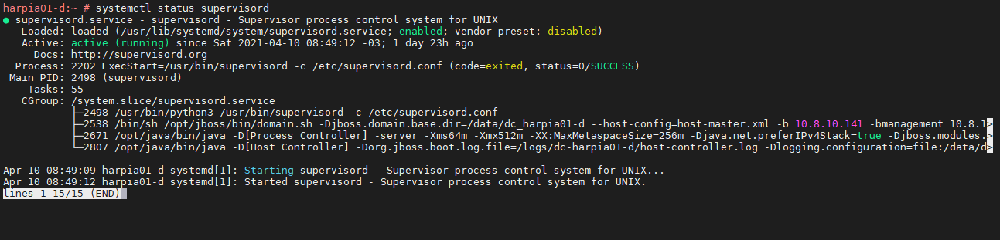 harpia01-d:~ # systemctl status supervisord
● supervisord.service - supervisord - Supervisor process control system for UNIX
   Loaded: loaded (/usr/lib/systemd/system/supervisord.service; enabled; vendor preset: disabled)
   Active: active (running) since Sat 2021-04-10 08:49:12 -03; 1 day 23h ago
     Docs: http://supervisord.org
  Process: 2202 ExecStart=/usr/bin/supervisord -c /etc/supervisord.conf (code=exited, status=0/SUCCESS)
 Main PID: 2498 (supervisord)
    Tasks: 55
   CGroup: /system.slice/supervisord.service
           ├─2498 /usr/bin/python3 /usr/bin/supervisord -c /etc/supervisord.conf
           ├─2538 /bin/sh /opt/jboss/bin/domain.sh -Djboss.domain.base.dir=/data/dc_harpia01-d --host-config=host-master.xml -b 10.8.10.141 -bmanagement 10.8.1>
           ├─2671 /opt/java/bin/java -D[Process Controller] -server -Xms64m -Xmx512m -XX:MaxMetaspaceSize=256m -Djava.net.preferIPv4Stack=true -Djboss.modules.>
           └─2807 /opt/java/bin/java -D[Host Controller] -Dorg.jboss.boot.log.file=/logs/dc-harpia01-d/host-controller.log -Dlogging.configuration=file:/data/d>

Apr 10 08:49:09 harpia01-d systemd[1]: Starting supervisord - Supervisor process control system for UNIX...
Apr 10 08:49:12 harpia01-d systemd[1]: Started supervisord - Supervisor process control system for UNIX.
lines 1-15/15 (END)